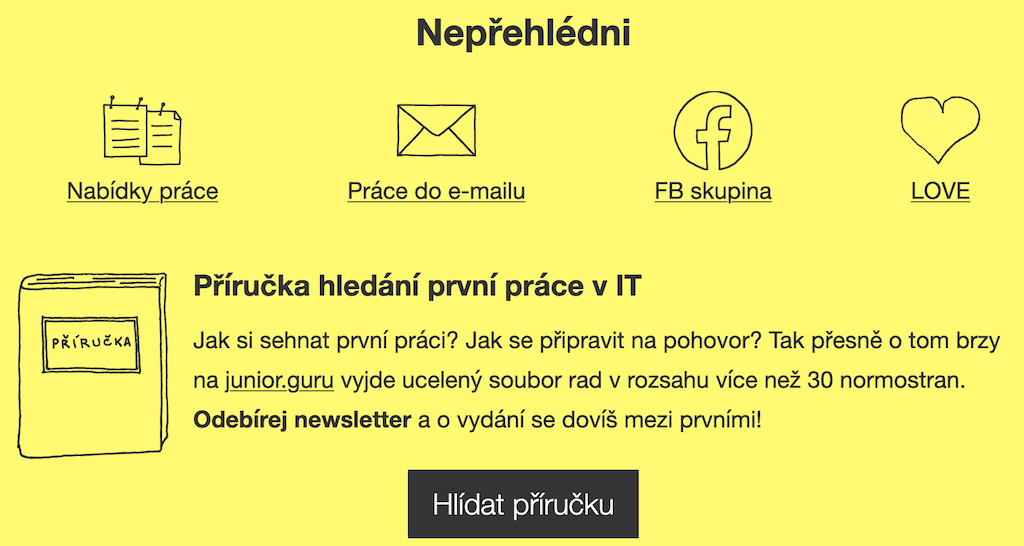 Nepřehlédni
Nabídky práce
Práce do e-mailu
FB skupina
LOVE
PŘÍRUČKA
Příručka hledání první práce v IT
Jak si sehnat první práci? Jak se připravit na pohovor? Tak přesně o tom brzy
na junior.guru vyjde ucelený soubor rad v rozsahu více než 30 normostran.
Odebírej newsletter a o vydání se dovíš mezi prvními!
Hlídat příručku